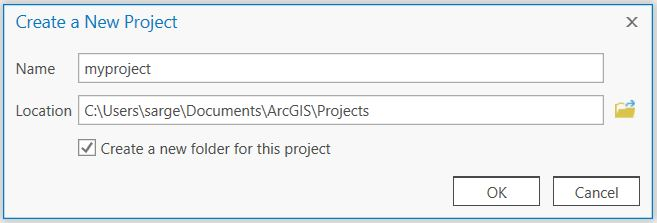 Create a New Project
Name myproject
Location C:\Users\sarge\Documents\ArcGIS\Projects
Create a new folder for this project
OK Cancel